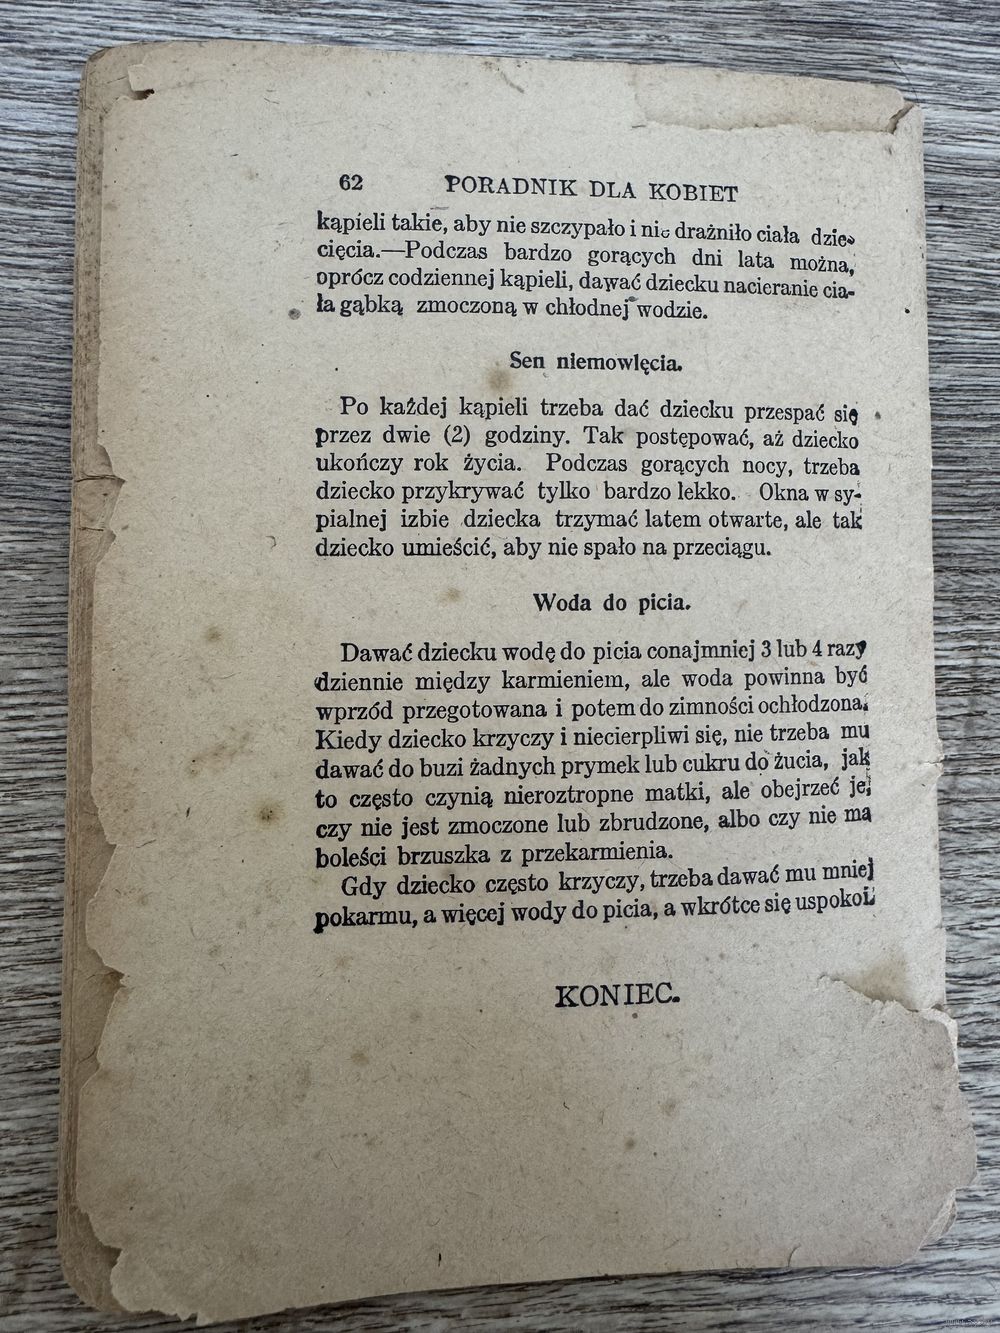 62 PORADNIK DLA KOBIET
kąpieli takie, aby nie szczypało i nie drażniło ciała dzie-
cięcia.—Podczas bardzo gorących dni lata można,
oprócz codziennej kąpieli, dawać dziecku nacieranie cia-
ła gąbką zmoczoną w chłodnej wodzie.
Sen niemowlęcia.
Po każdej kąpieli trzeba dać dziecku przespać się
przez dwie (2) godziny. Tak postępować, aż dziecko
ukończy rok życia. Podczas gorących nocy, trzeba
dziecko przykrywać tylko bardzo lekko. Okna w sy-
pialnej izbie dziecka trzymać latem otwarte, ale tak
dziecko umieścić, aby nie spało na przeciągu.
Woda do picia.
Dawać dziecku wodę do picia conajmniej 3 lub 4 razy
dziennie między karmieniem, ale woda powinna być
wprzód przegotowana i potem do zimności ochłodzona.
Kiedy dziecko krzyczy i niecierpliwi się, nie trzeba mu
dawać do buzi żadnych prymek lub cukru do żucia, jak
to często czynią nieroztropne matki, ale obejrzeć je,
czy nie jest zmoczone lub zbrudzone, albo czy nie ma
boleści brzuszka z przekarmienia.
Gdy dziecko często krzyczy, trzeba dawać mu mniej
pokarmu, a więcej wody do picia, a wkrótce się uspokoi.
KONIEC.